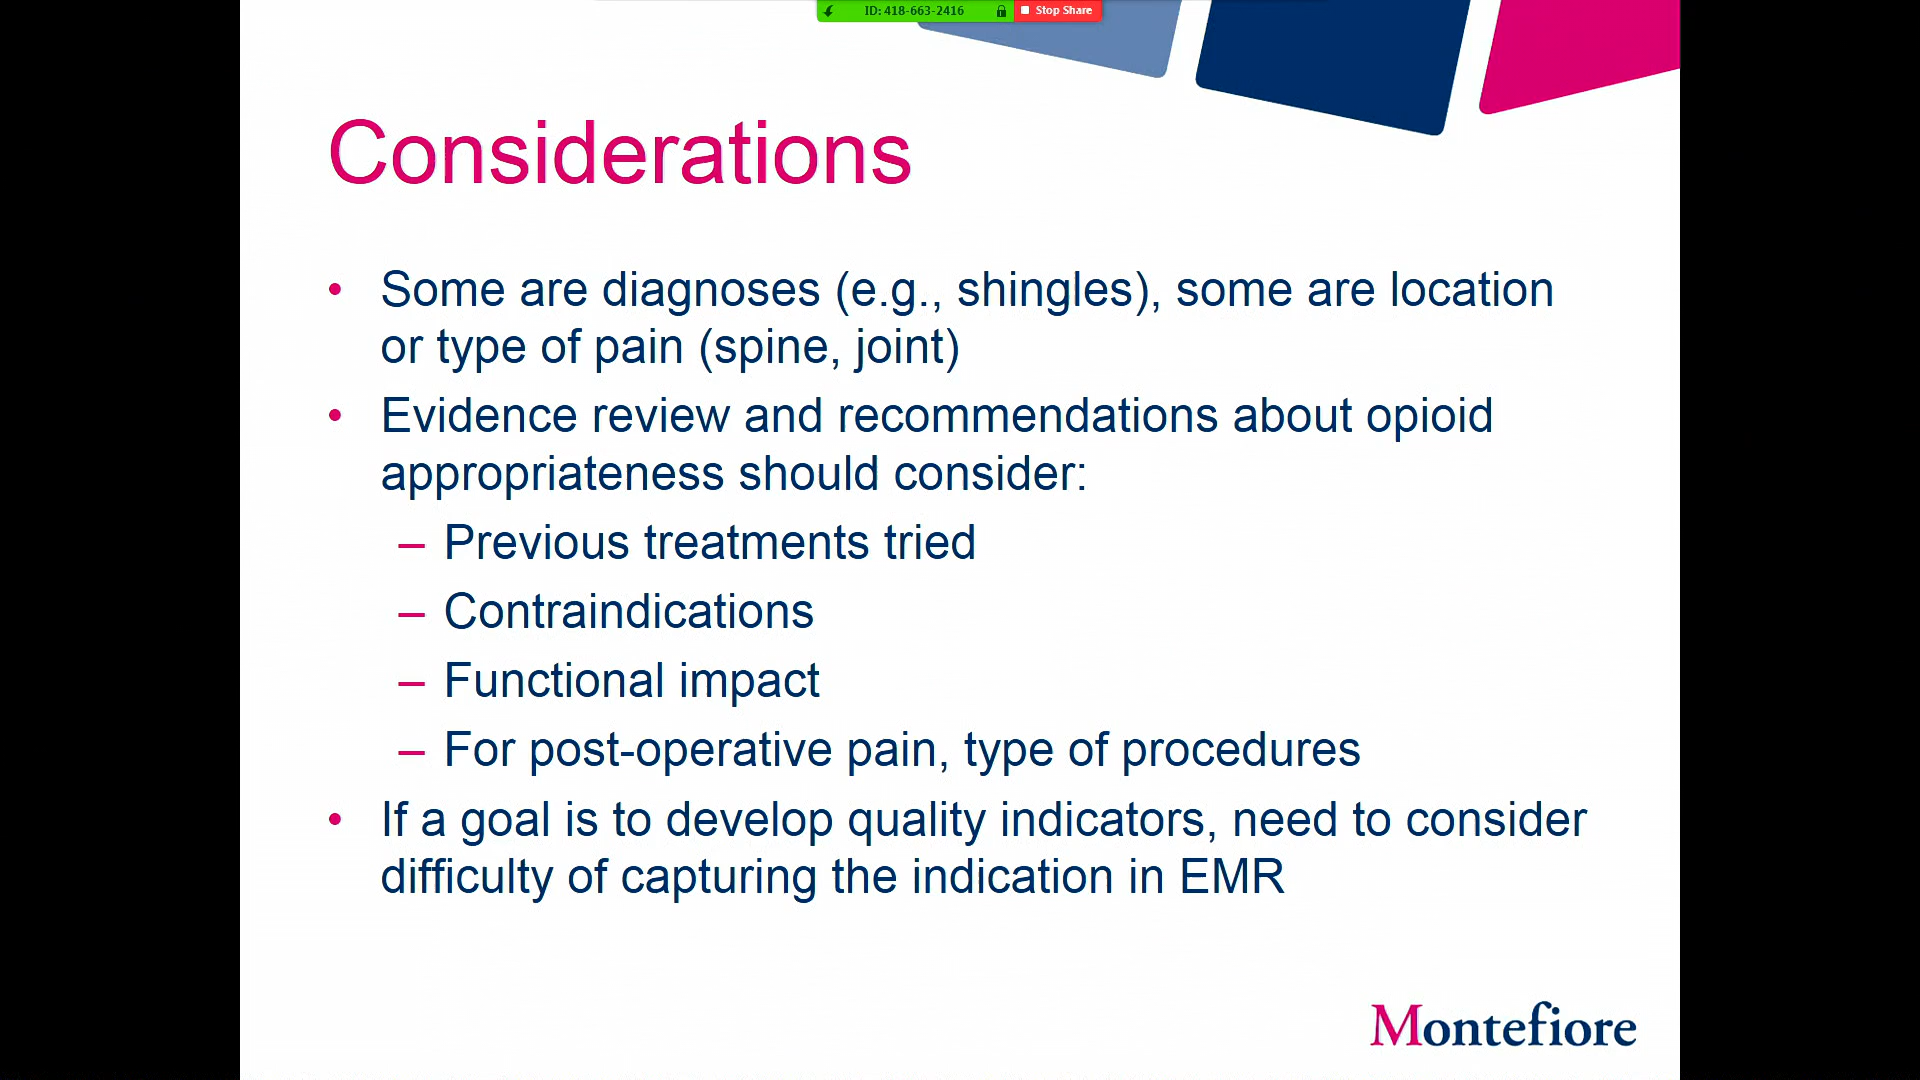 ID: 418-663-2416 Stop Share
Considerations
• Some are diagnoses (e.g., shingles), some are location
or type of pain (spine, joint)
• Evidence review and recommendations about opioid
appropriateness should consider:
– Previous treatments tried
– Contraindications
– Functional impact
– For post-operative pain, type of procedures
• If a goal is to develop quality indicators, need to consider
difficulty of capturing the indication in EMR
Montefiore